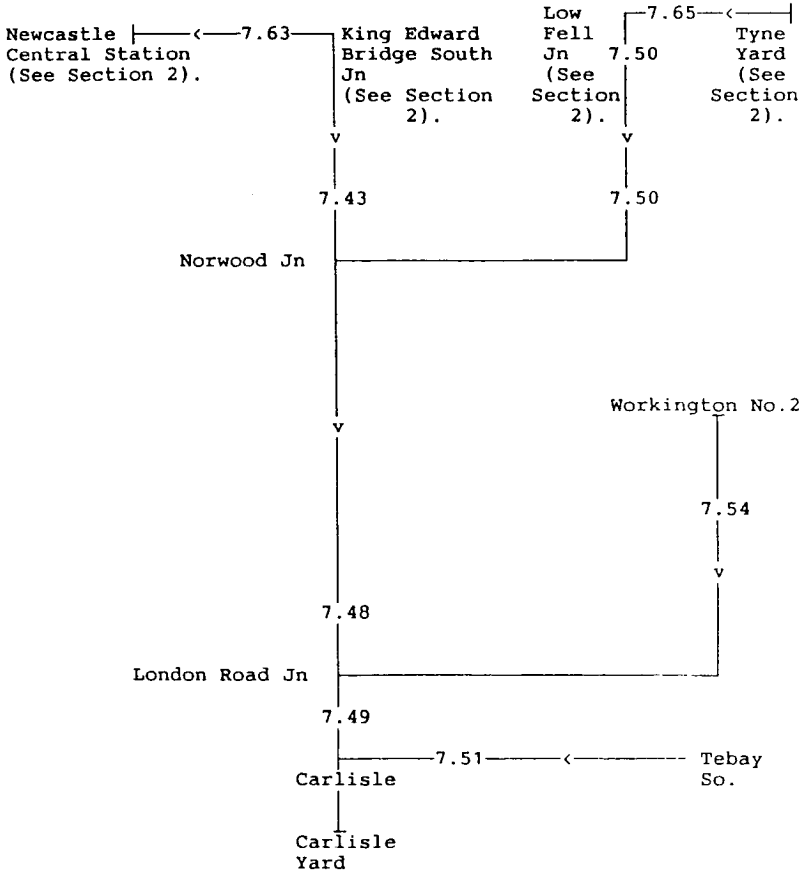 Newcastle
Central Station
(See Section 2).
<
7.63
King Edward
Bridge South
Jn
(See Section
2).
Low
Fell
Jn
(See
Section
2).
7.50
7.65
<
Tyne
Yard
(See
Section
2).
v
v
7.43
7.50
Norwood Jn
Workington No.2
v
7.54
v
7.48
London Road Jn
7.49
7.51
<
Tebay
So.
Carlisle
Carlisle
Yard